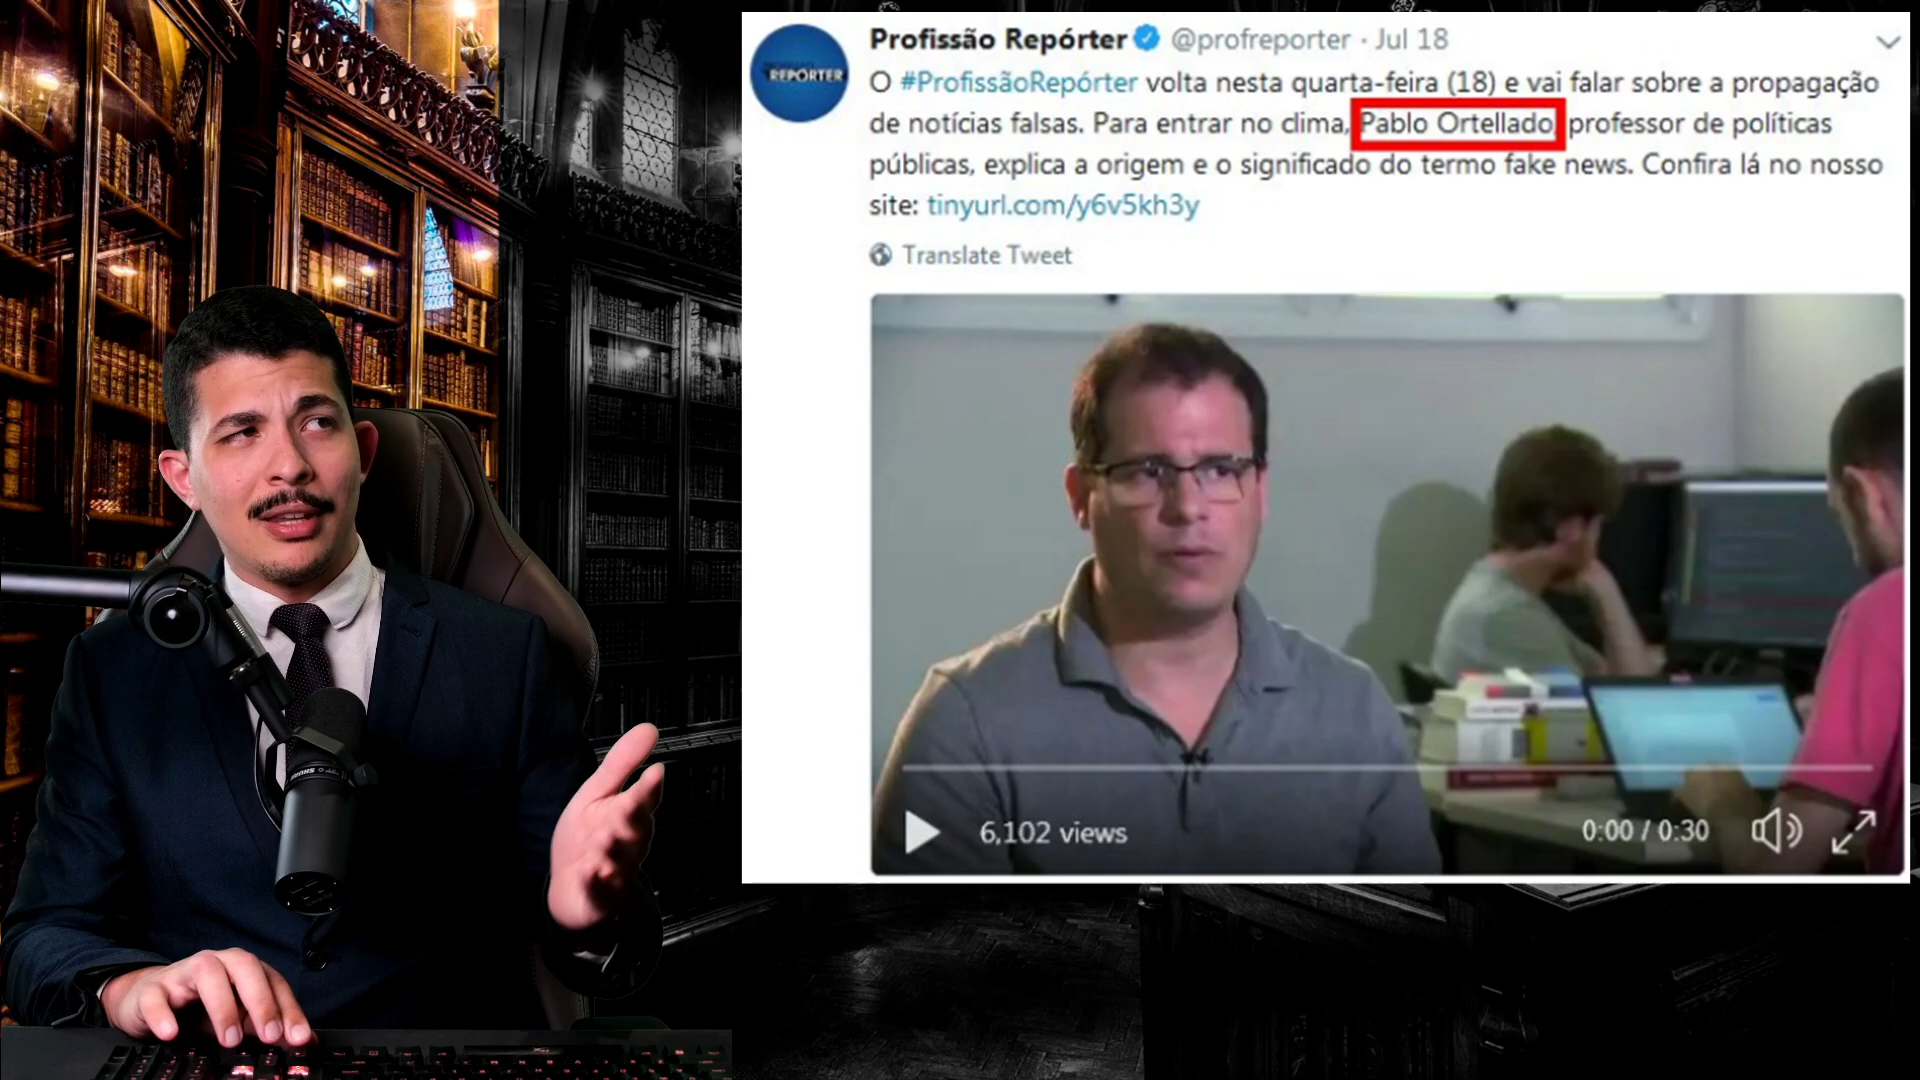 Profissão Repórter @profreporter · Jul 18
REPÓRTER
O #ProfissãoRepórter volta nesta quarta-feira (18) e vai falar sobre a propagação
de notícias falsas. Para entrar no clima, Pablo Ortellado, professor de políticas
públicas, explica a origem e o significado do termo fake news. Confira lá no nosso
site: tinyurl.com/y6v5kh3y
Translate Tweet
6,102 views
0:00 / 0:30